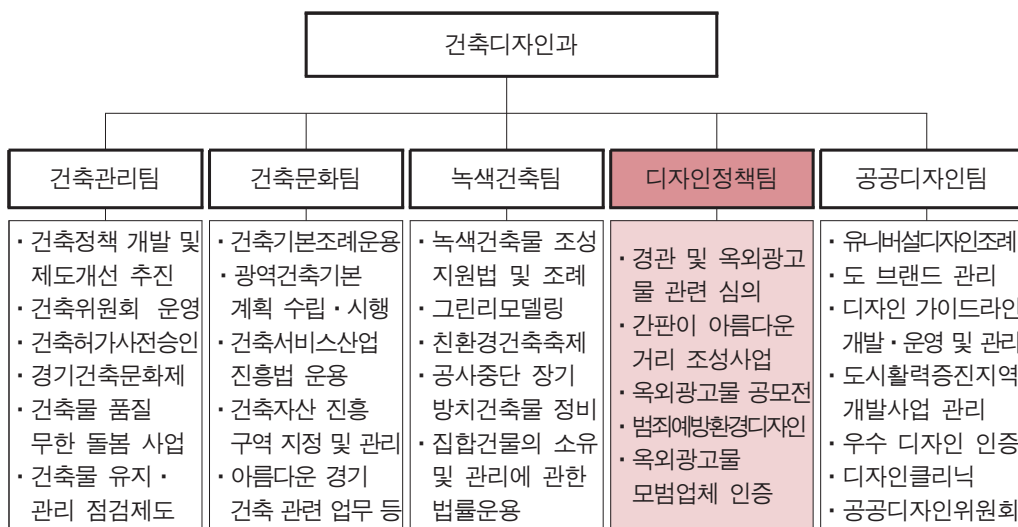 건축디자인과
건축관리팀
· 건축정책 개발 및
제도개선 추진
· 건축위원회 운영
· 건축허가사전승인
· 경기건축문화제
· 건축물 품질
무한 돌봄 사업
· 건축물 유지 ·
관리 점검제도
건축문화팀
· 건축기본조례운용
· 광역건축기본
계획 수립 · 시행
· 건축서비스산업
진흥법 운용
· 건축자산 진흥
구역 지정 및 관리
· 아름다운 경기
건축 관련 업무 등
녹색건축팀
· 녹색건축물 조성
지원법 및 조례
· 그린리모델링
· 친환경건축축제
· 공사중단 장기
방치건축물 정비
· 집합건물의 소유
및 관리에 관한
법률운용
디자인정책팀
· 경관 및 옥외광고
물 관련 심의
· 간판이 아름다운
거리 조성사업
· 옥외광고물 공모전
· 범죄예방환경디자인
· 옥외광고물
모범업체 인증
공공디자인팀
· 유니버설디자인조례
· 도 브랜드 관리
· 디자인 가이드라인
개발 · 운영 및 관리
· 도시활력증진지역
개발사업 관리
· 우수 디자인 인증
· 디자인클리닉
· 공공디자인위원회